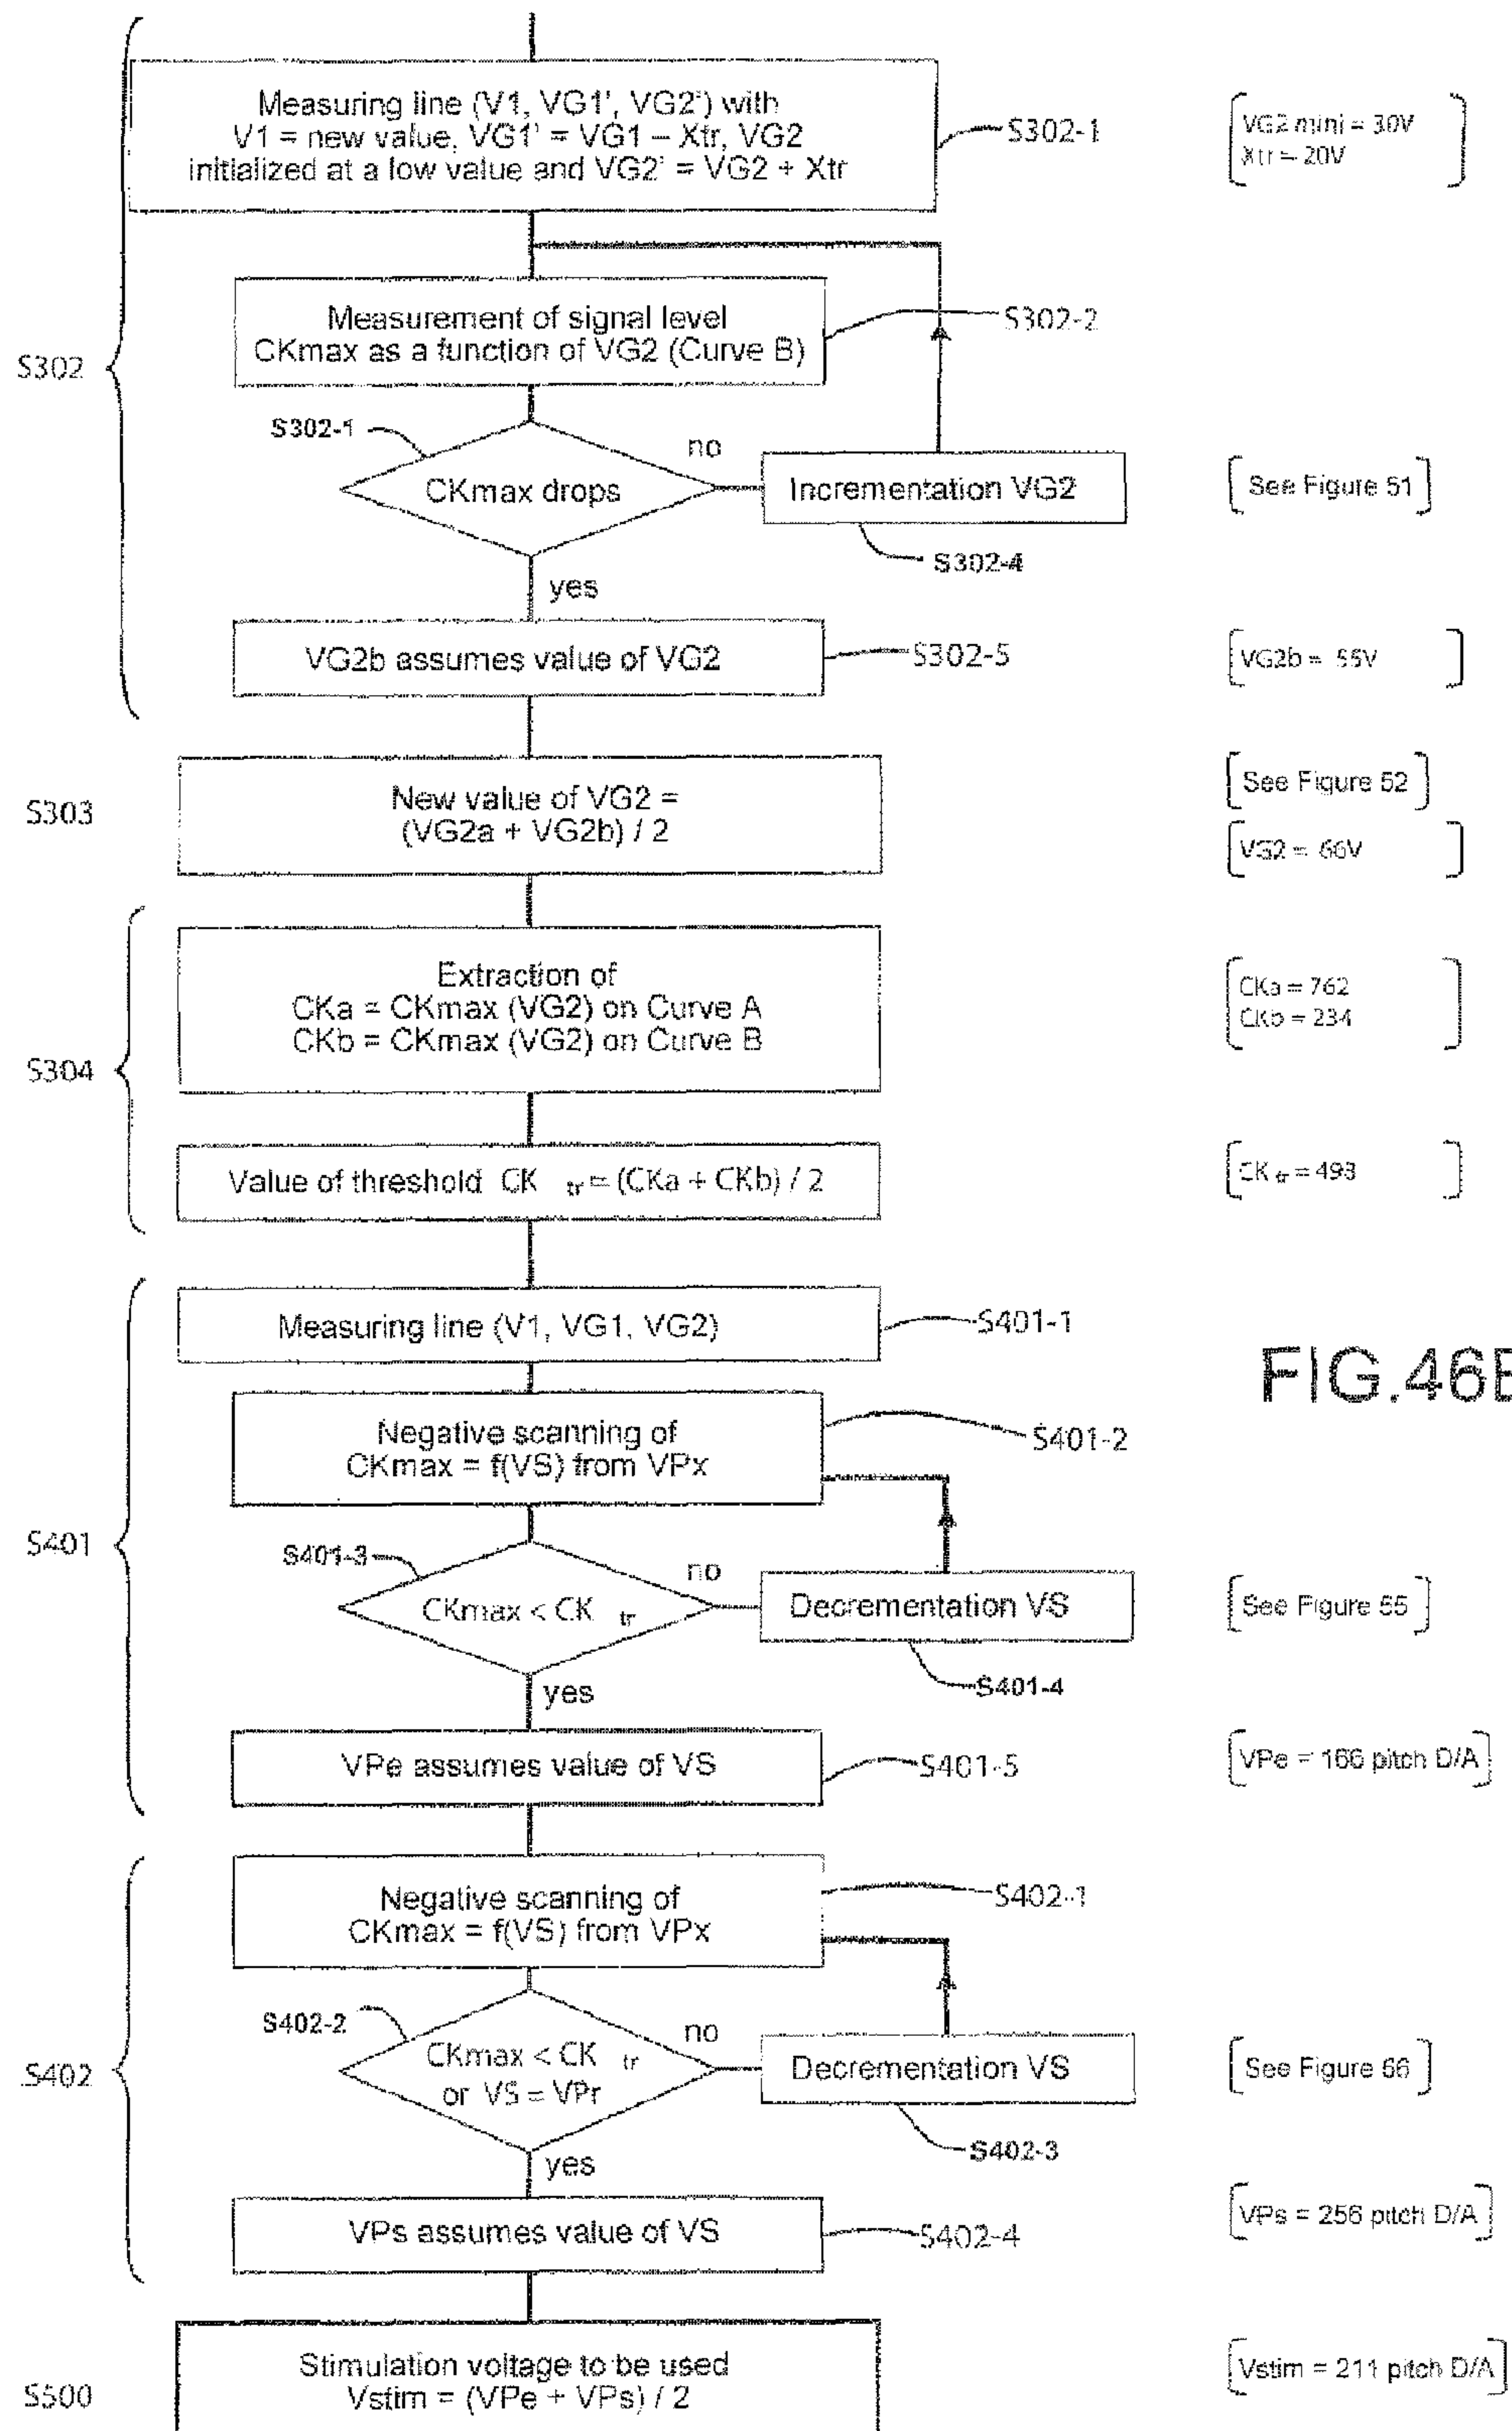 Measuring line (V1, VG1', VG2') with
V1 = new value, VG1' = VG1 – Xtr, VG2
initialized at a low value and VG2' = VG2 + Xtr
S302-1
VG2 mini = 30V
Xtr = 20V
S302
Measurement of signal level
CKmax as a function of VG2 (Curve B)
S302-2
S302-1
CKmax drops
no
Incrementation VG2
S302-4
See Figure 51
yes
VG2b assumes value of VG2
S302-5
VG2b = 55V
S303
New value of VG2 =
(VG2a + VG2b) / 2
See Figure 52
VG2 = 66V
S304
Extraction of
CKa = CKmax (VG2) on Curve A
CKb = CKmax (VG2) on Curve B
CKa = 762
CKb = 234
Value of threshold CK tr = (CKa + CKb) / 2
CK tr = 498
S401
Measuring line (V1, VG1, VG2)
S401-1
FIG.46B
Negative scanning of
CKmax = f(VS) from VPx
S401-2
S401-3
CKmax < CK tr
no
Decrementation VS
S401-4
See Figure 55
yes
VPe assumes value of VS
S401-5
VPe = 166 pitch D/A
S402
Negative scanning of
CKmax = f(VS) from VPx
S402-1
S402-2
CKmax < CK tr
or VS = VPr
no
Decrementation VS
S402-3
See Figure 56
yes
VPs assumes value of VS
S402-4
VPs = 256 pitch D/A
S500
Stimulation voltage to be used
Vstim = (VPe + VPs) / 2
Vstim = 211 pitch D/A